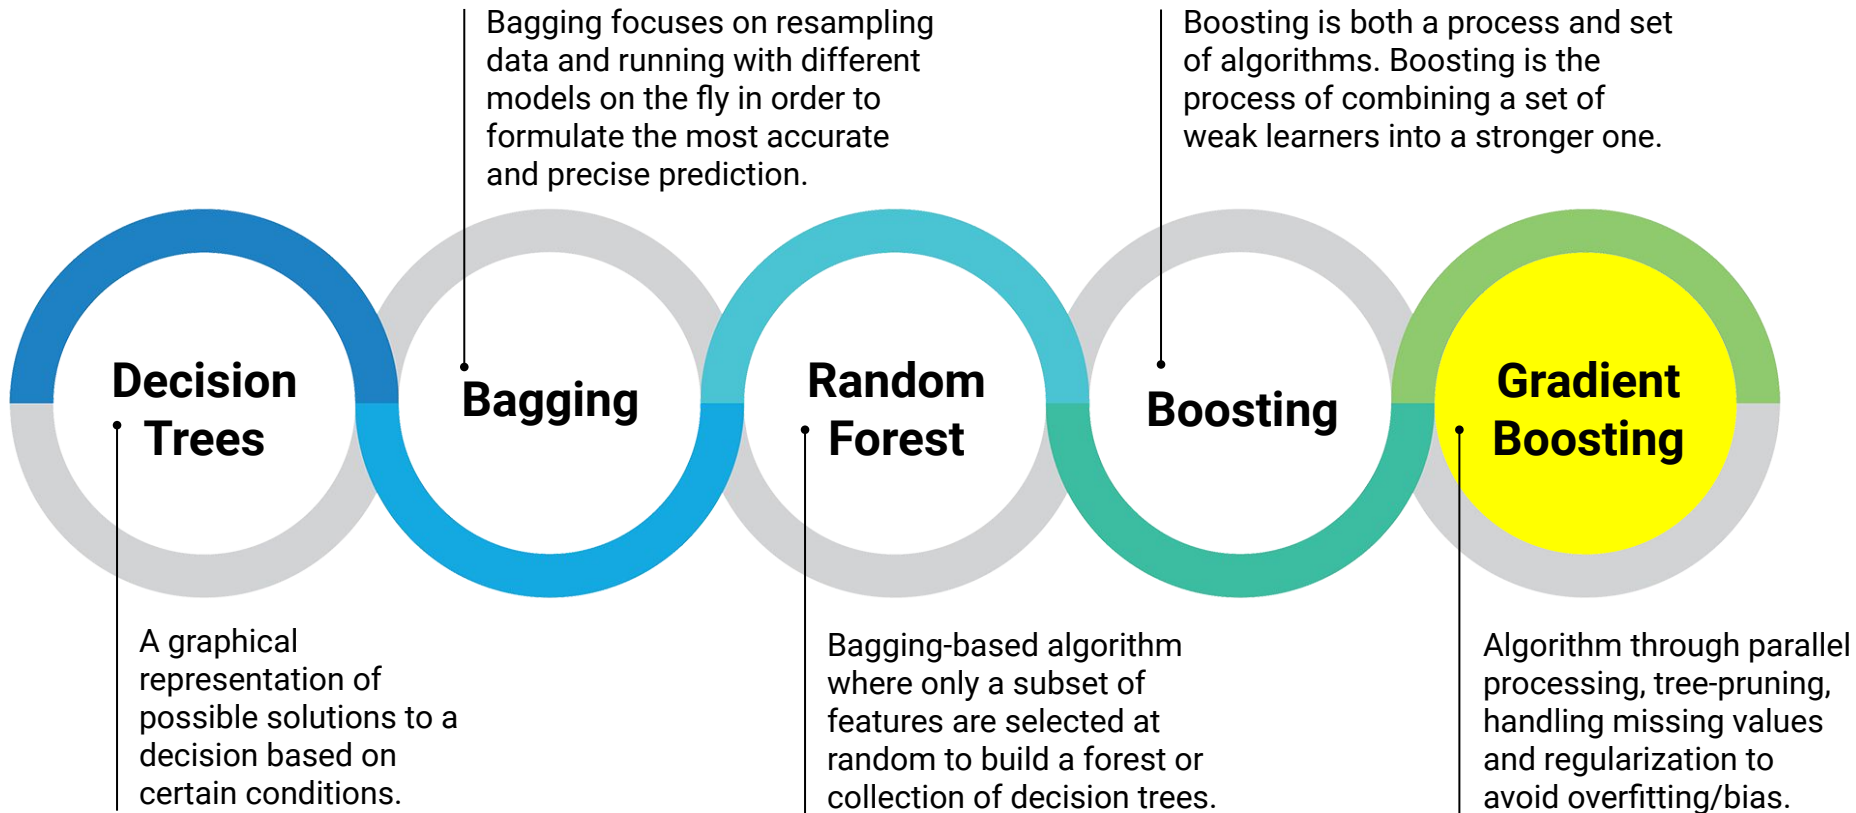 Bagging focuses on resampling
data and running with different
models on the fly in order to
formulate the most accurate
and precise prediction.
Boosting is both a process and set
of algorithms. Boosting is the
process of combining a set of
weak learners into a stronger one.
Decision
Trees
Bagging
Random
Forest
Boosting
Gradient
Boosting
A graphical
representation of
possible solutions to a
decision based on
certain conditions.
Bagging-based algorithm
where only a subset of
features are selected at
random to build a forest or
collection of decision trees.
Algorithm through parallel
processing, tree-pruning,
handling missing values
and regularization to
avoid overfitting/bias.